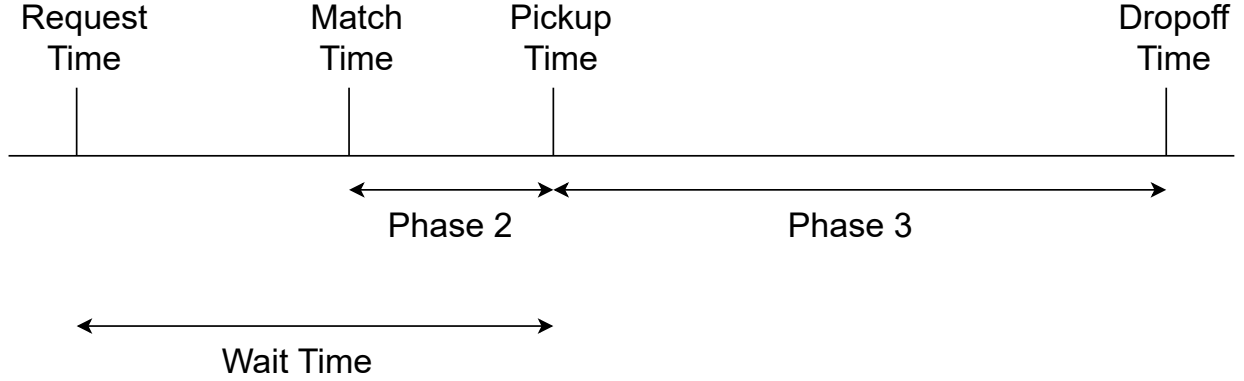 Request
Time
Match
Time
Pickup
Time
Dropoff
Time
Phase 2
Phase 3
Wait Time